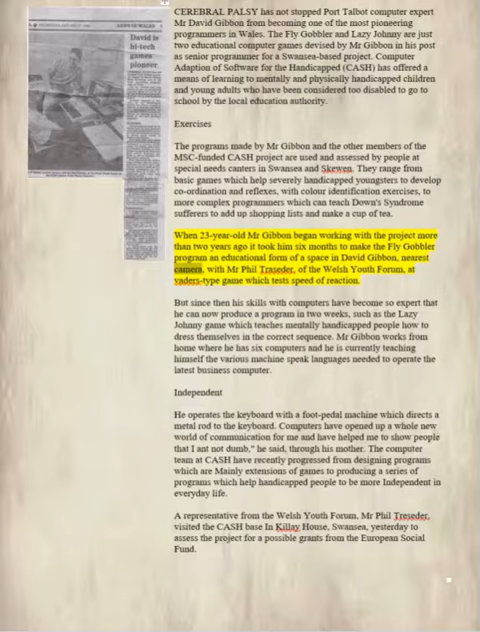 NEWS OF WALES
David is
hi-tech
games
pioneer
CEREBRAL PALSY has not stopped Port Talbot computer expert
Mr David Gibbon from becoming one of the most pioneering
programmers in Wales. The Fly Gobbler and Lazy Johnny are just
two educational computer games devised by Mr Gibbon in his post
as senior programmer for a Swansea-based project. Computer
Adaption of Software for the Handicapped (CASH) has offered a
means of learning to mentally and physically handicapped children
and young adults who have been considered too disabled to go to
school by the local education authority.
Exercises
The programs made by Mr Gibbon and the other members of the
MSC-funded CASH project are used and assessed by people at
special needs canters in Swansea and Skewen. They range from
basic games which help severely handicapped youngsters to develop
co-ordination and reflexes, with colour identification exercises, to
more complex programmers which can teach Down's Syndrome
sufferers to add up shopping lists and make a cup of tea.
When 23-year-old Mr Gibbon began working with the project more
than two years ago it took him six months to make the Fly Gobbler
program an educational form of a space in David Gibbon, nearest
camera, with Mr Phil Traseder, of the Welsh Youth Forum, at
vaders-type game which tests speed of reaction.
But since then his skills with computers have become so expert that
he can now produce a program in two weeks, such as the Lazy
Johnny game which teaches mentally handicapped people how to
dress themselves in the correct sequence. Mr Gibbon works from
home where he has six computers and he is currently teaching
himself the various machine speak languages needed to operate the
latest business computer.
Independent
He operates the keyboard with a foot-pedal machine which directs a
metal rod to the keyboard. Computers have opened up a whole new
world of communication for me and have helped me to show people
that I ant not dumb," he said, through his mother. The computer
team at CASH have recently progressed from designing programs
which are Mainly extensions of games to producing a series of
programs which help handicapped people to be more Independent in
everyday life.
A representative from the Welsh Youth Forum, Mr Phil Treseder,
visited the CASH base In Killay House, Swansea, yesterday to
assess the project for a possible grants from the European Social
Fund.